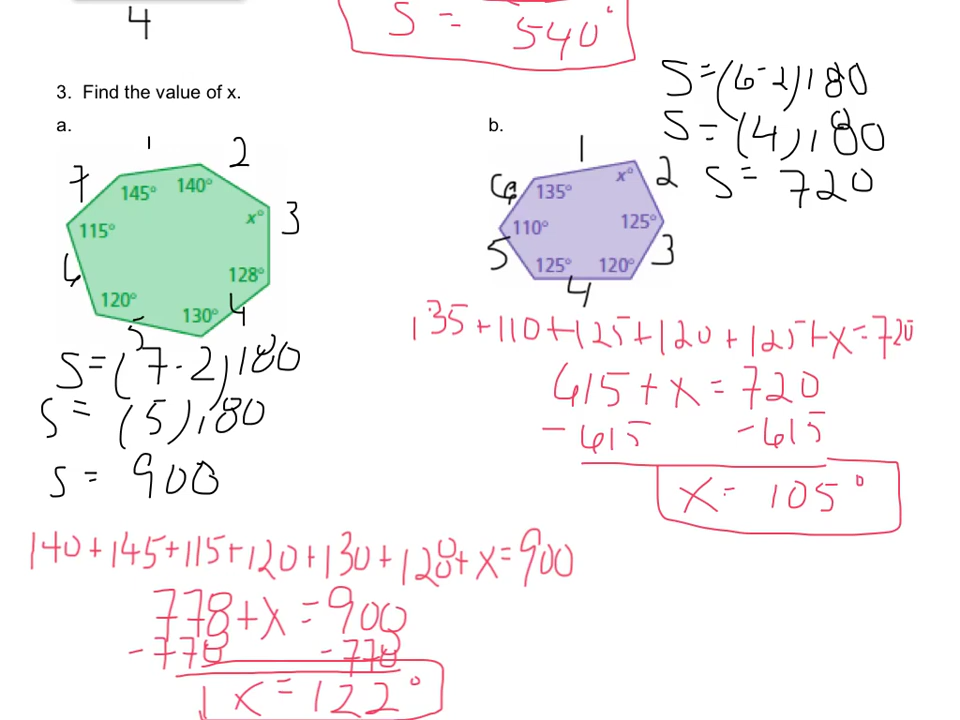 4
S = 540°
3. Find the value of x.
a.
1
2
3
4
5
6
7
145°
140°
x°
115°
128°
120°
130°
S = (7-2)180
S = (5)180
S = 900
140+145+115+120+130+128+x=900
778+x=900
-778 -778
x=122°
b.
1
2
3
4
5
6
135°
x°
110°
125°
125°
120°
S=(6-2)180
S=(4)180
S= 720
135+110+125+120+125+x=720
615+x=720
-615 -615
x= 105°